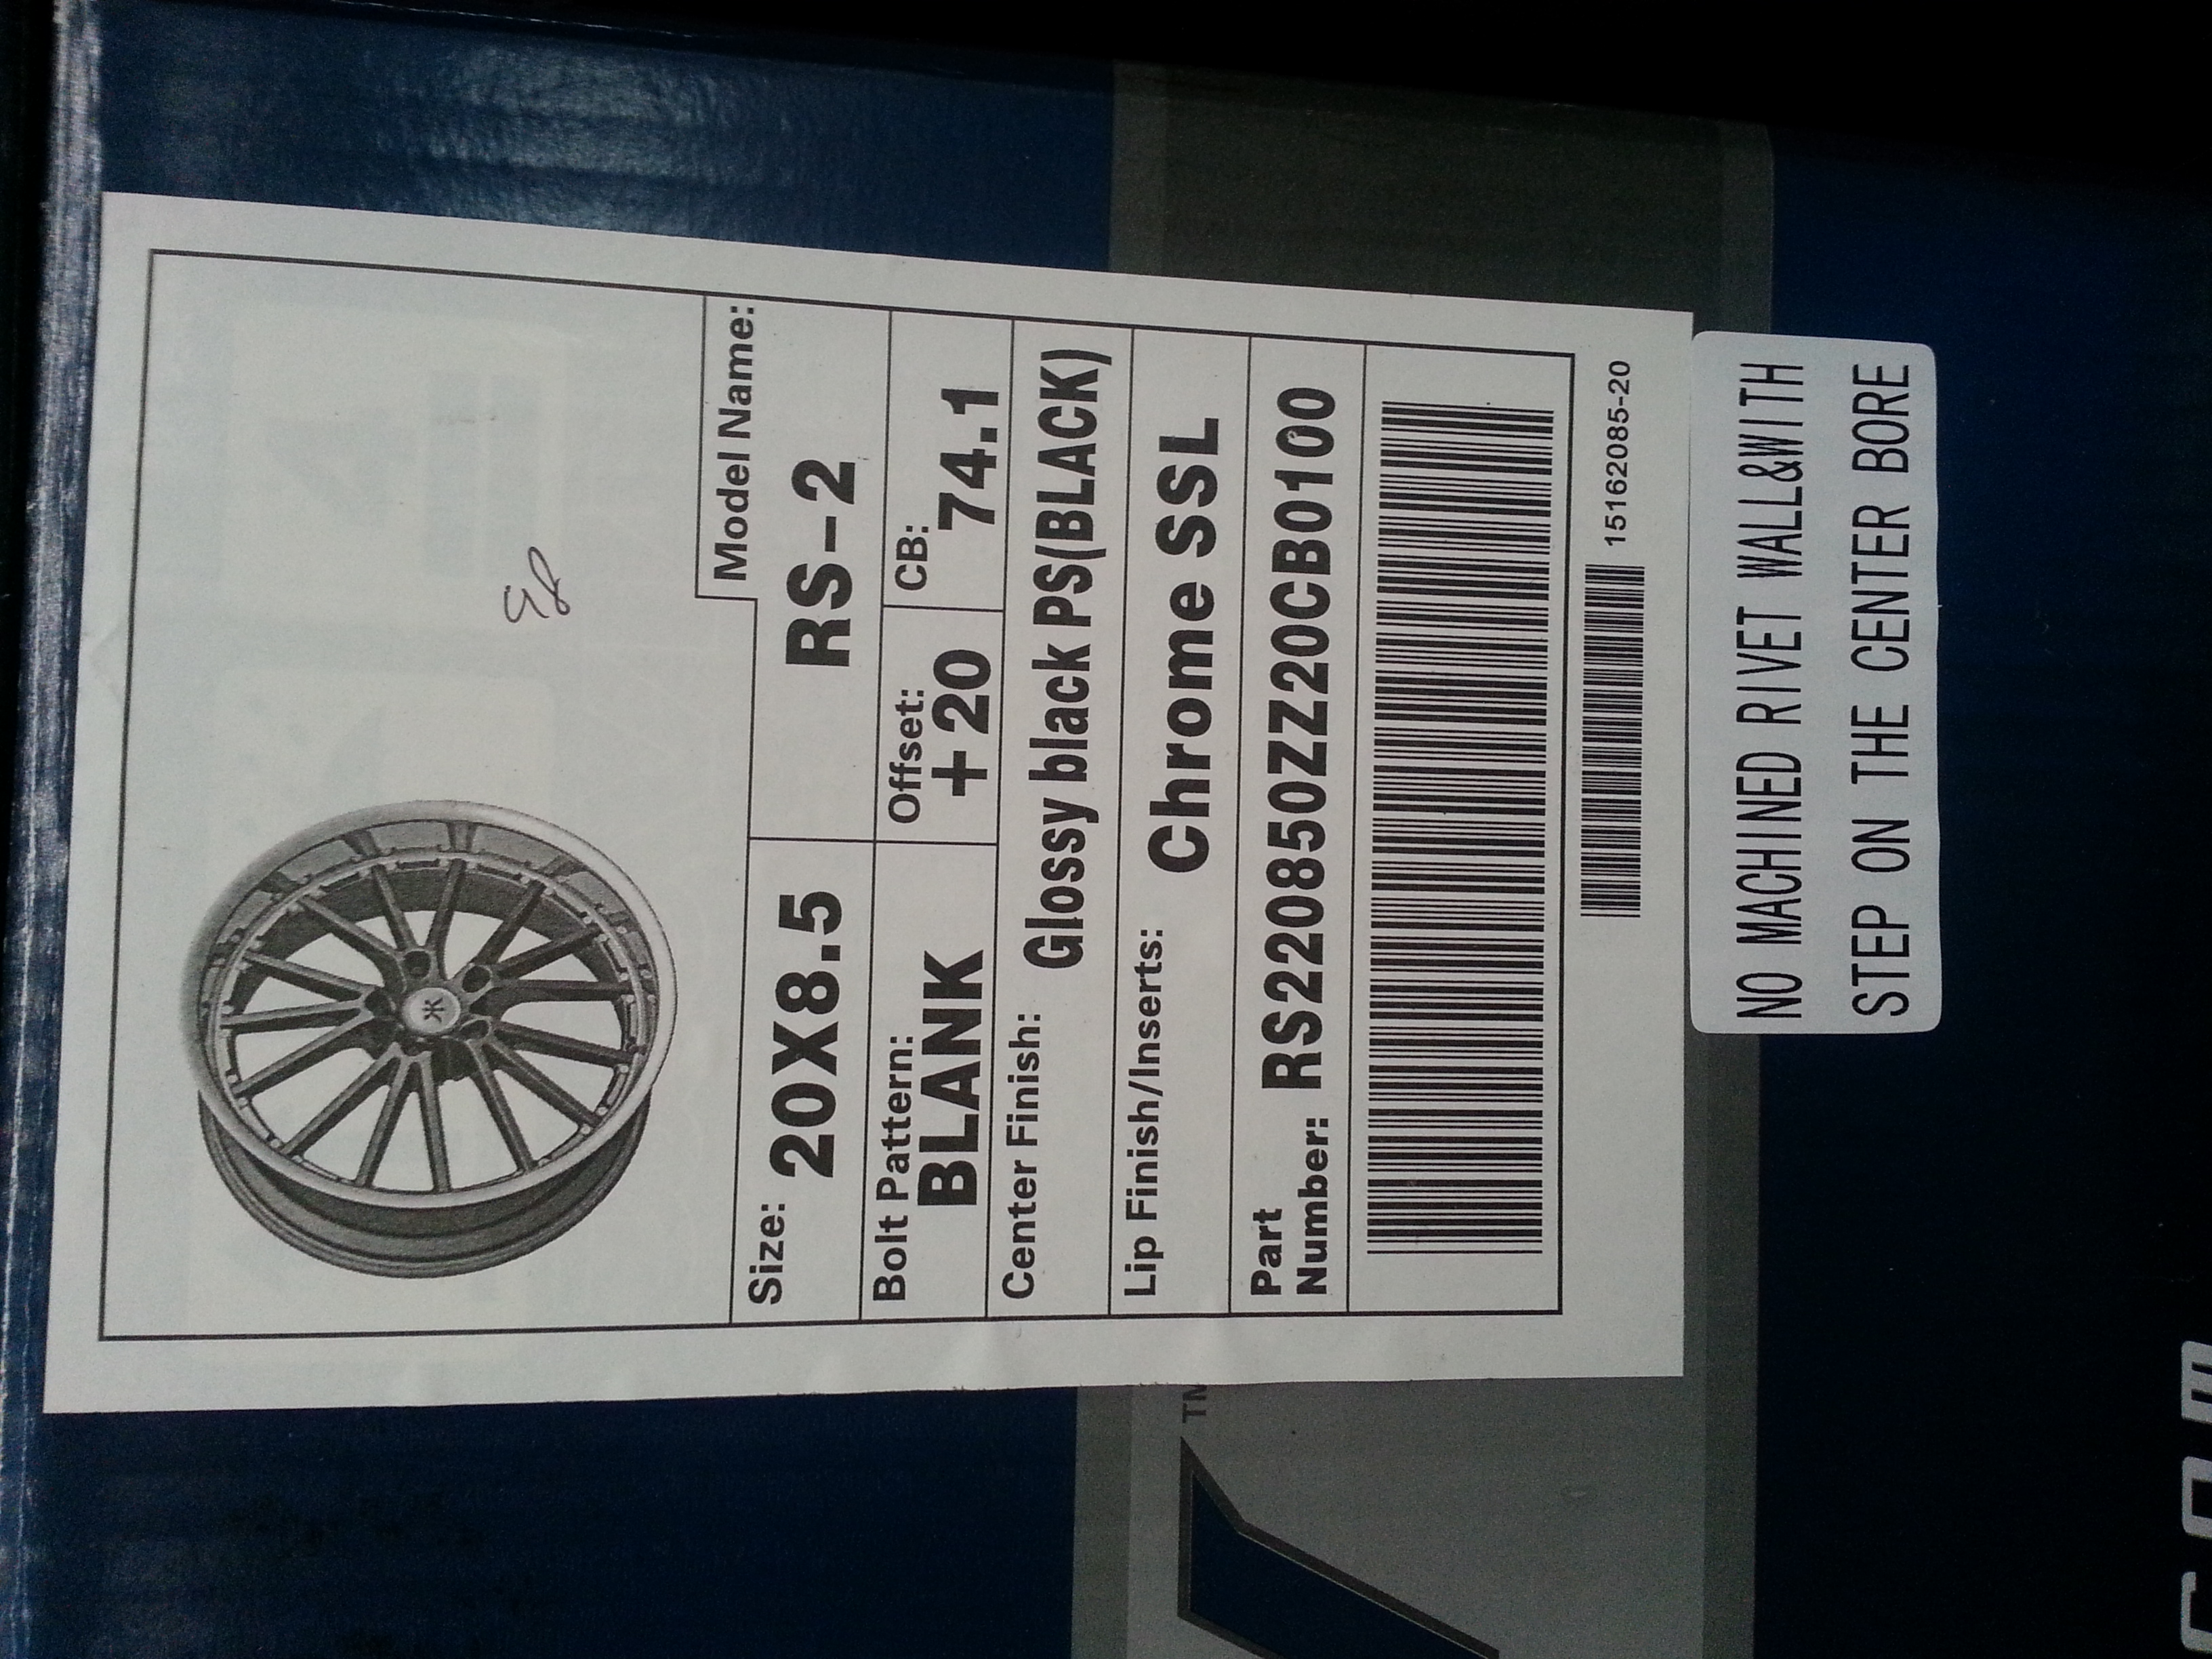 85
Model Name:
Size: 20X8.5
RS-2
Bolt Pattern:
BLANK
Offset:
+20
CB:
74.1
Center Finish: Glossy black PS(BLACK)
Lip Finish/Inserts: Chrome SSL
Part
Number: RS220850ZZ20CB0100
15162085-20
NO MACHINED RIVET WALL&WITH
STEP ON THE CENTER BORE
TM